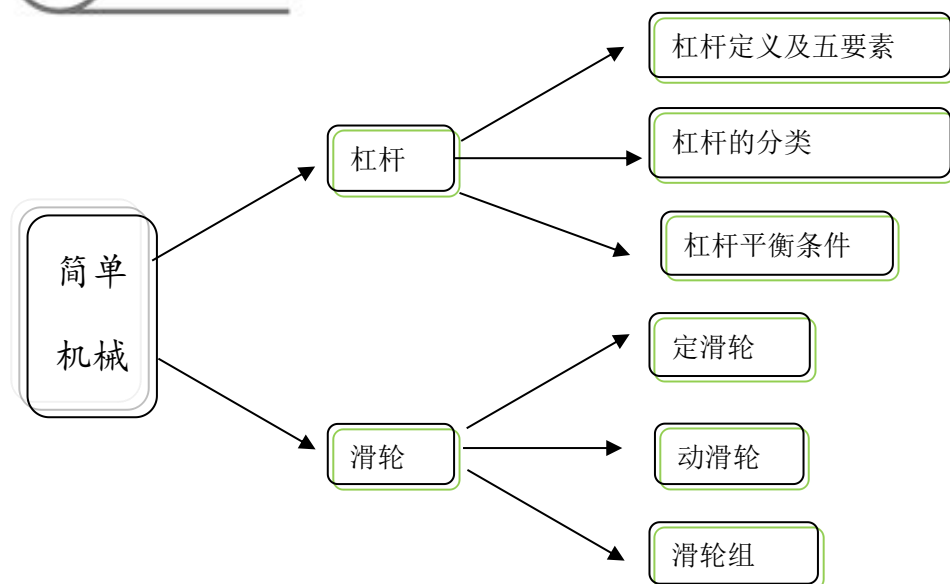 简单
机械
杠杆
杠杆定义及五要素
杠杆的分类
杠杆平衡条件
滑轮
定滑轮
动滑轮
滑轮组